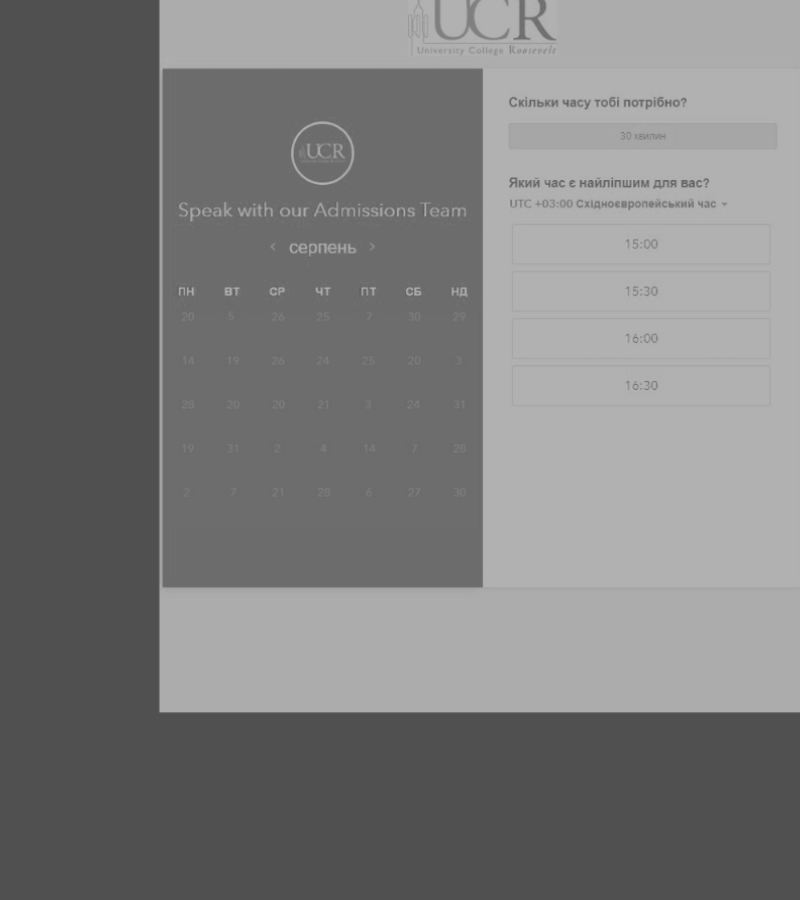 UCR
University College Roosevelt
UCR
Speak with our Admissions Team
серпень
ПН ВТ СР ЧТ ПТ СБ НД
20 5 26 25 7 30 29
14 19 26 24 25 20 3
28 20 20 21 3 24 31
19 31 2 4 14 7 28
2 7 21 28 6 27 30
Скільки часу тобі потрібно?
30 хвилин
Який час є найліпшим для вас?
UTC +03:00 Східноєвропейський час
15:00
15:30
16:00
16:30